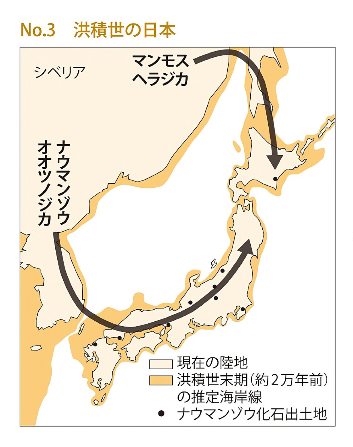 No.3 洪積世の日本
シベリア
マンモス
ヘラジカ
ナウマンゾウ
オオツノジカ
現在の陸地
洪積世末期(約2万年前)
の推定海岸線
ナウマンゾウ化石出土地